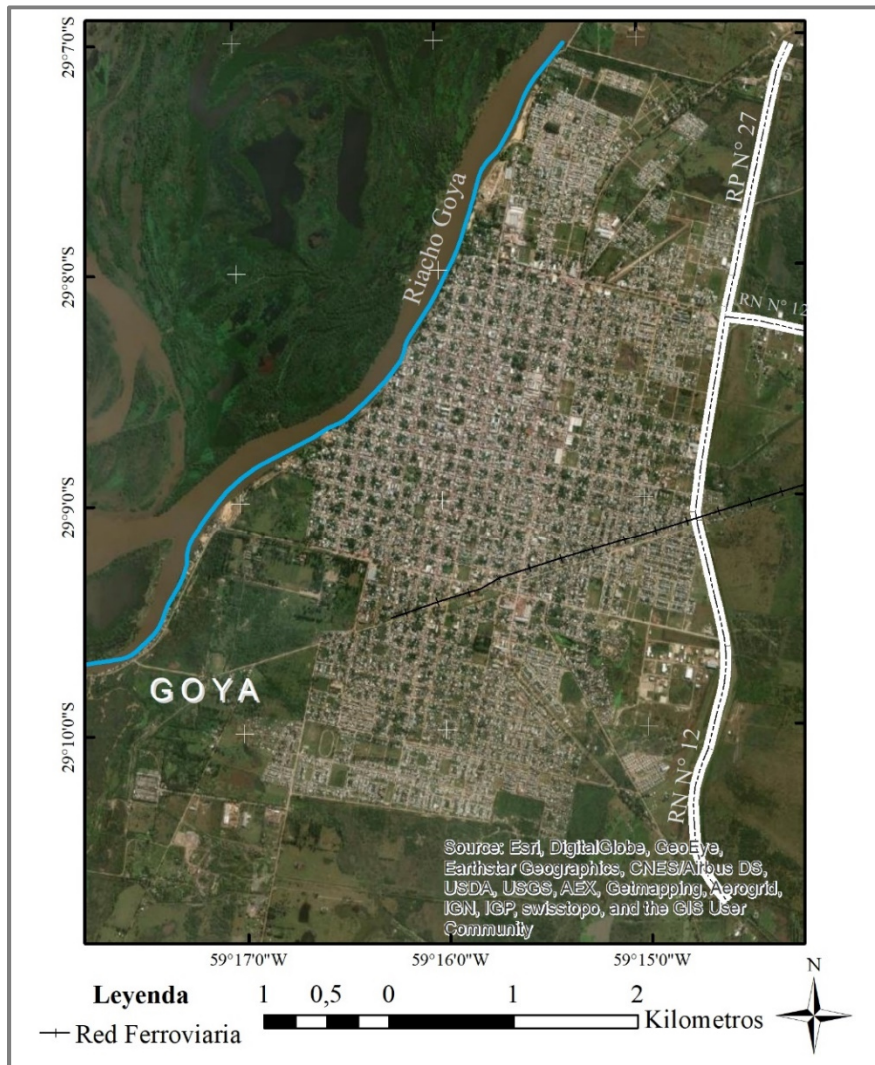 29°7'0"S
Riacho Goya
RP N° 27
29°8'0"S
RN N° 12
29°9'0"S
GOYA
29°10'0"S
RN N° 12
Source: Esri, DigitalGlobe, GeoEye,
Earthstar Geographics, CNES/Airbus DS,
USDA, USGS, AEX, Getmapping, Aerogrid,
IGN, IGP, swisstopo, and the GIS User
Community
59°17'0"W 59°16'0"W 59°15'0"W
Leyenda
Red Ferroviaria
1 0,5 0 1 2
Kilometros
N